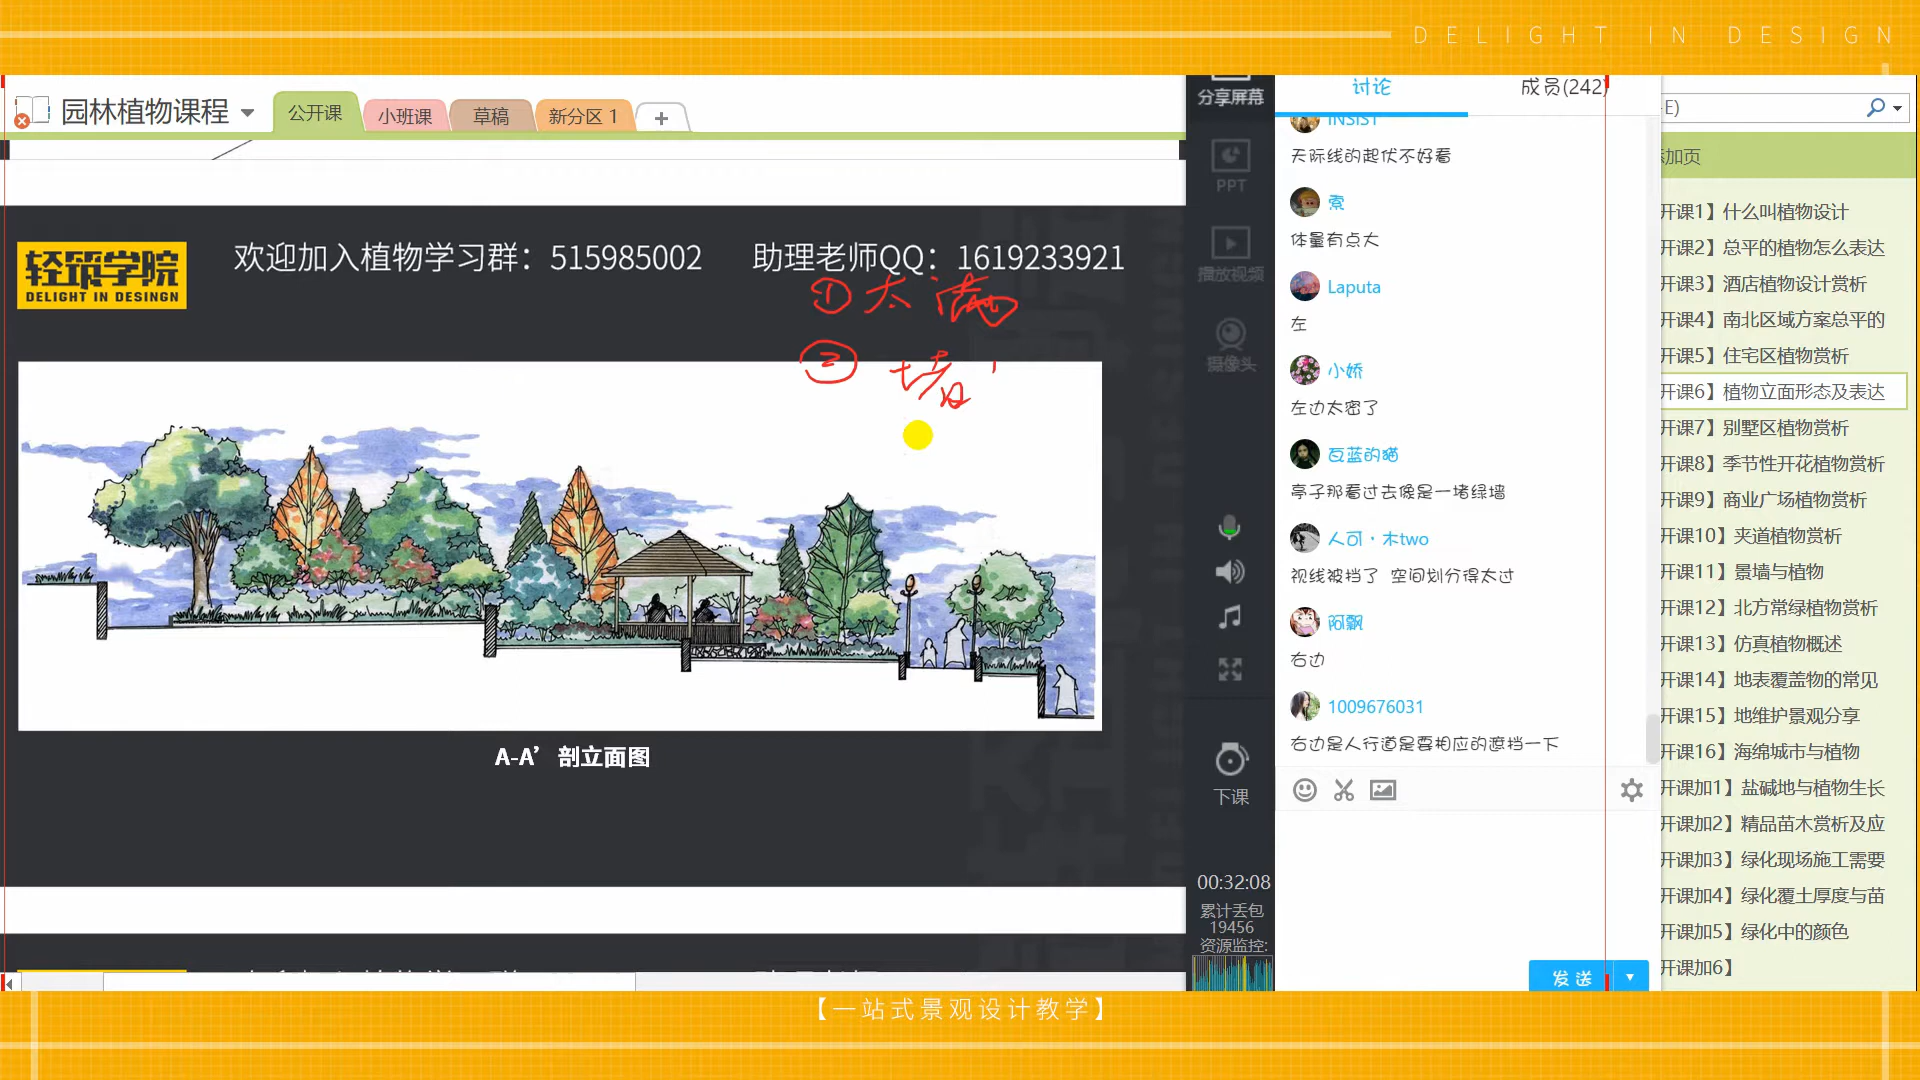 DELIGHT IN DESIGN
园林植物课程
公开课
小班课
草稿
新分区 1
+
分享屏幕
讨论
成员(242)
E)
加页
PPT
播放视频
摄像头
轻筑学院
DELIGHT IN DESINGN
欢迎加入植物学习群：515985002
助理老师QQ：1619233921
① 太满
②
A-A’ 剖立面图
INSIST
天际线的起伏不好看
索
体量有点大
Laputa
左
小娇
左边太密了
瓦蓝的猫
亭子那看过去像是一堵绿墙
人可·木two
视线被挡了 空间划分得太过
阿飘
右边
1009676031
右边是人行道是要相应的遮挡一下
下课
00:32:08
累计丢包
19456
资源监控:
发送
开课1】什么叫植物设计
开课2】总平的植物怎么表达
开课3】酒店植物设计赏析
开课4】南北区域方案总平的
开课5】住宅区植物赏析
开课6】植物立面形态及表达
开课7】别墅区植物赏析
开课8】季节性开花植物赏析
开课9】商业广场植物赏析
开课10】夹道植物赏析
开课11】景墙与植物
开课12】北方常绿植物赏析
开课13】仿真植物概述
开课14】地表覆盖物的常见
开课15】地维护景观分享
开课16】海绵城市与植物
开课加1】盐碱地与植物生长
开课加2】精品苗木赏析及应
开课加3】绿化现场施工需要
开课加4】绿化覆土厚度与苗
开课加5】绿化中的颜色
开课加6】
【一站式景观设计教学】